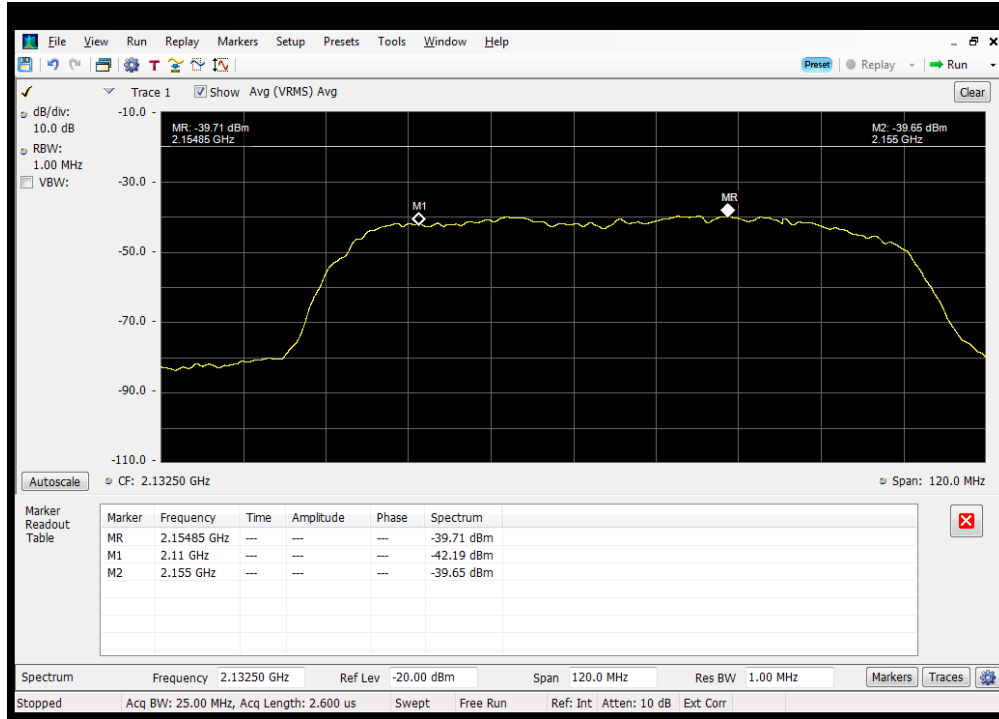 File View Run Replay Markers Setup Presets Tools Window Help
T Preset Replay Run
Trace 1 Show Avg (VRMS) Avg Clear
dB/div:
10.0 dB
RBW:
1.00 MHz
VBW:
-10.0
MR: -39.71 dBm
2.15485 GHz
M2: -39.65 dBm
2.155 GHz
-30.0
M1
MR
-50.0
-70.0
-90.0
-110.0
Autoscale CF: 2.13250 GHz Span: 120.0 MHz
Marker
Readout
Table
Marker Frequency Time Amplitude Phase Spectrum
MR 2.15485 GHz --- --- --- -39.71 dBm
M1 2.11 GHz --- --- --- -42.19 dBm
M2 2.155 GHz --- --- --- -39.65 dBm
Spectrum Frequency 2.13250 GHz Ref Lev -20.00 dBm Span 120.0 MHz Res BW 1.00 MHz Markers Traces
Stopped Acq BW: 25.00 MHz, Acq Length: 2.600 us Swept Free Run Ref: Int Atten: 10 dB Ext Corr